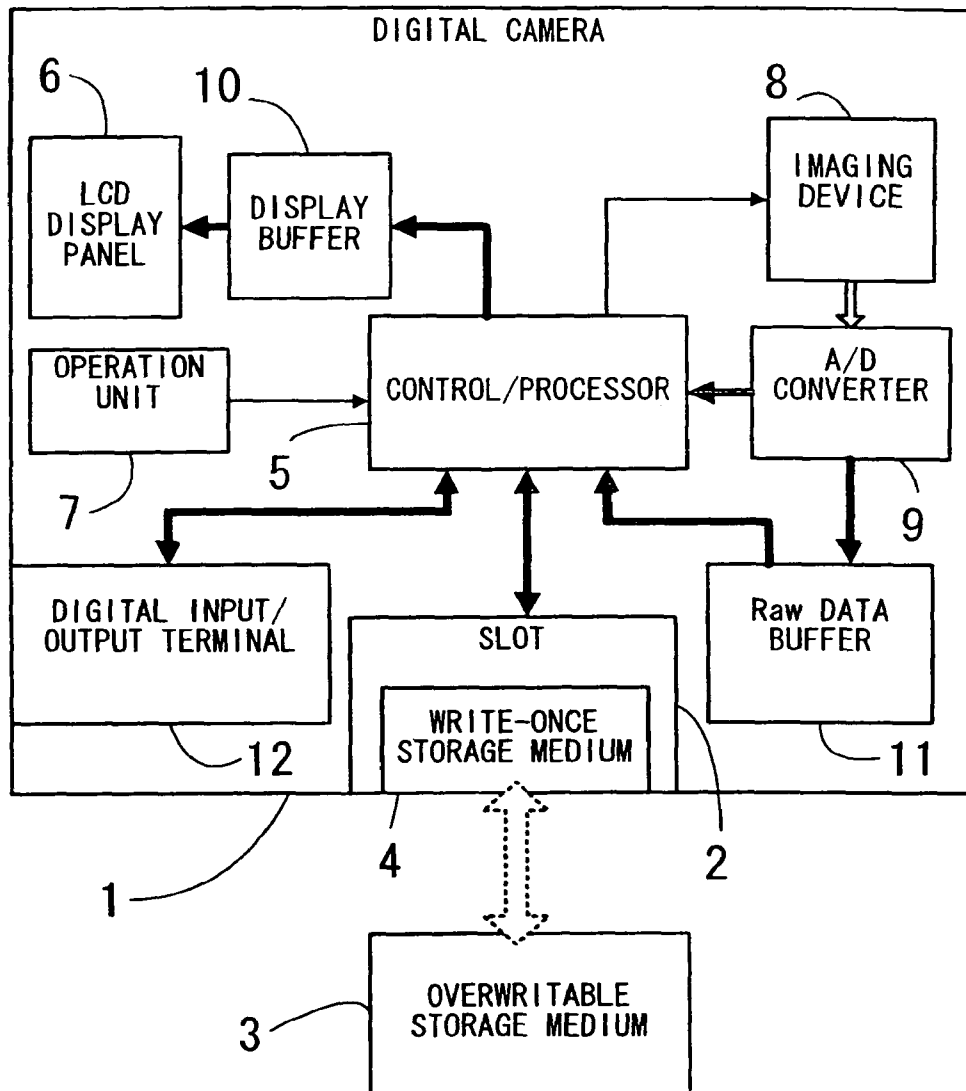 DIGITAL CAMERA
6
10
8
LCD
DISPLAY
PANEL
DISPLAY
BUFFER
IMAGING
DEVICE
OPERATION
UNIT
CONTROL/PROCESSOR
A/D
CONVERTER
7
5
9
DIGITAL INPUT/
OUTPUT TERMINAL
SLOT
Raw DATA
BUFFER
WRITE-ONCE
STORAGE MEDIUM
12
11
1
4
2
3
OVERWRITABLE
STORAGE MEDIUM